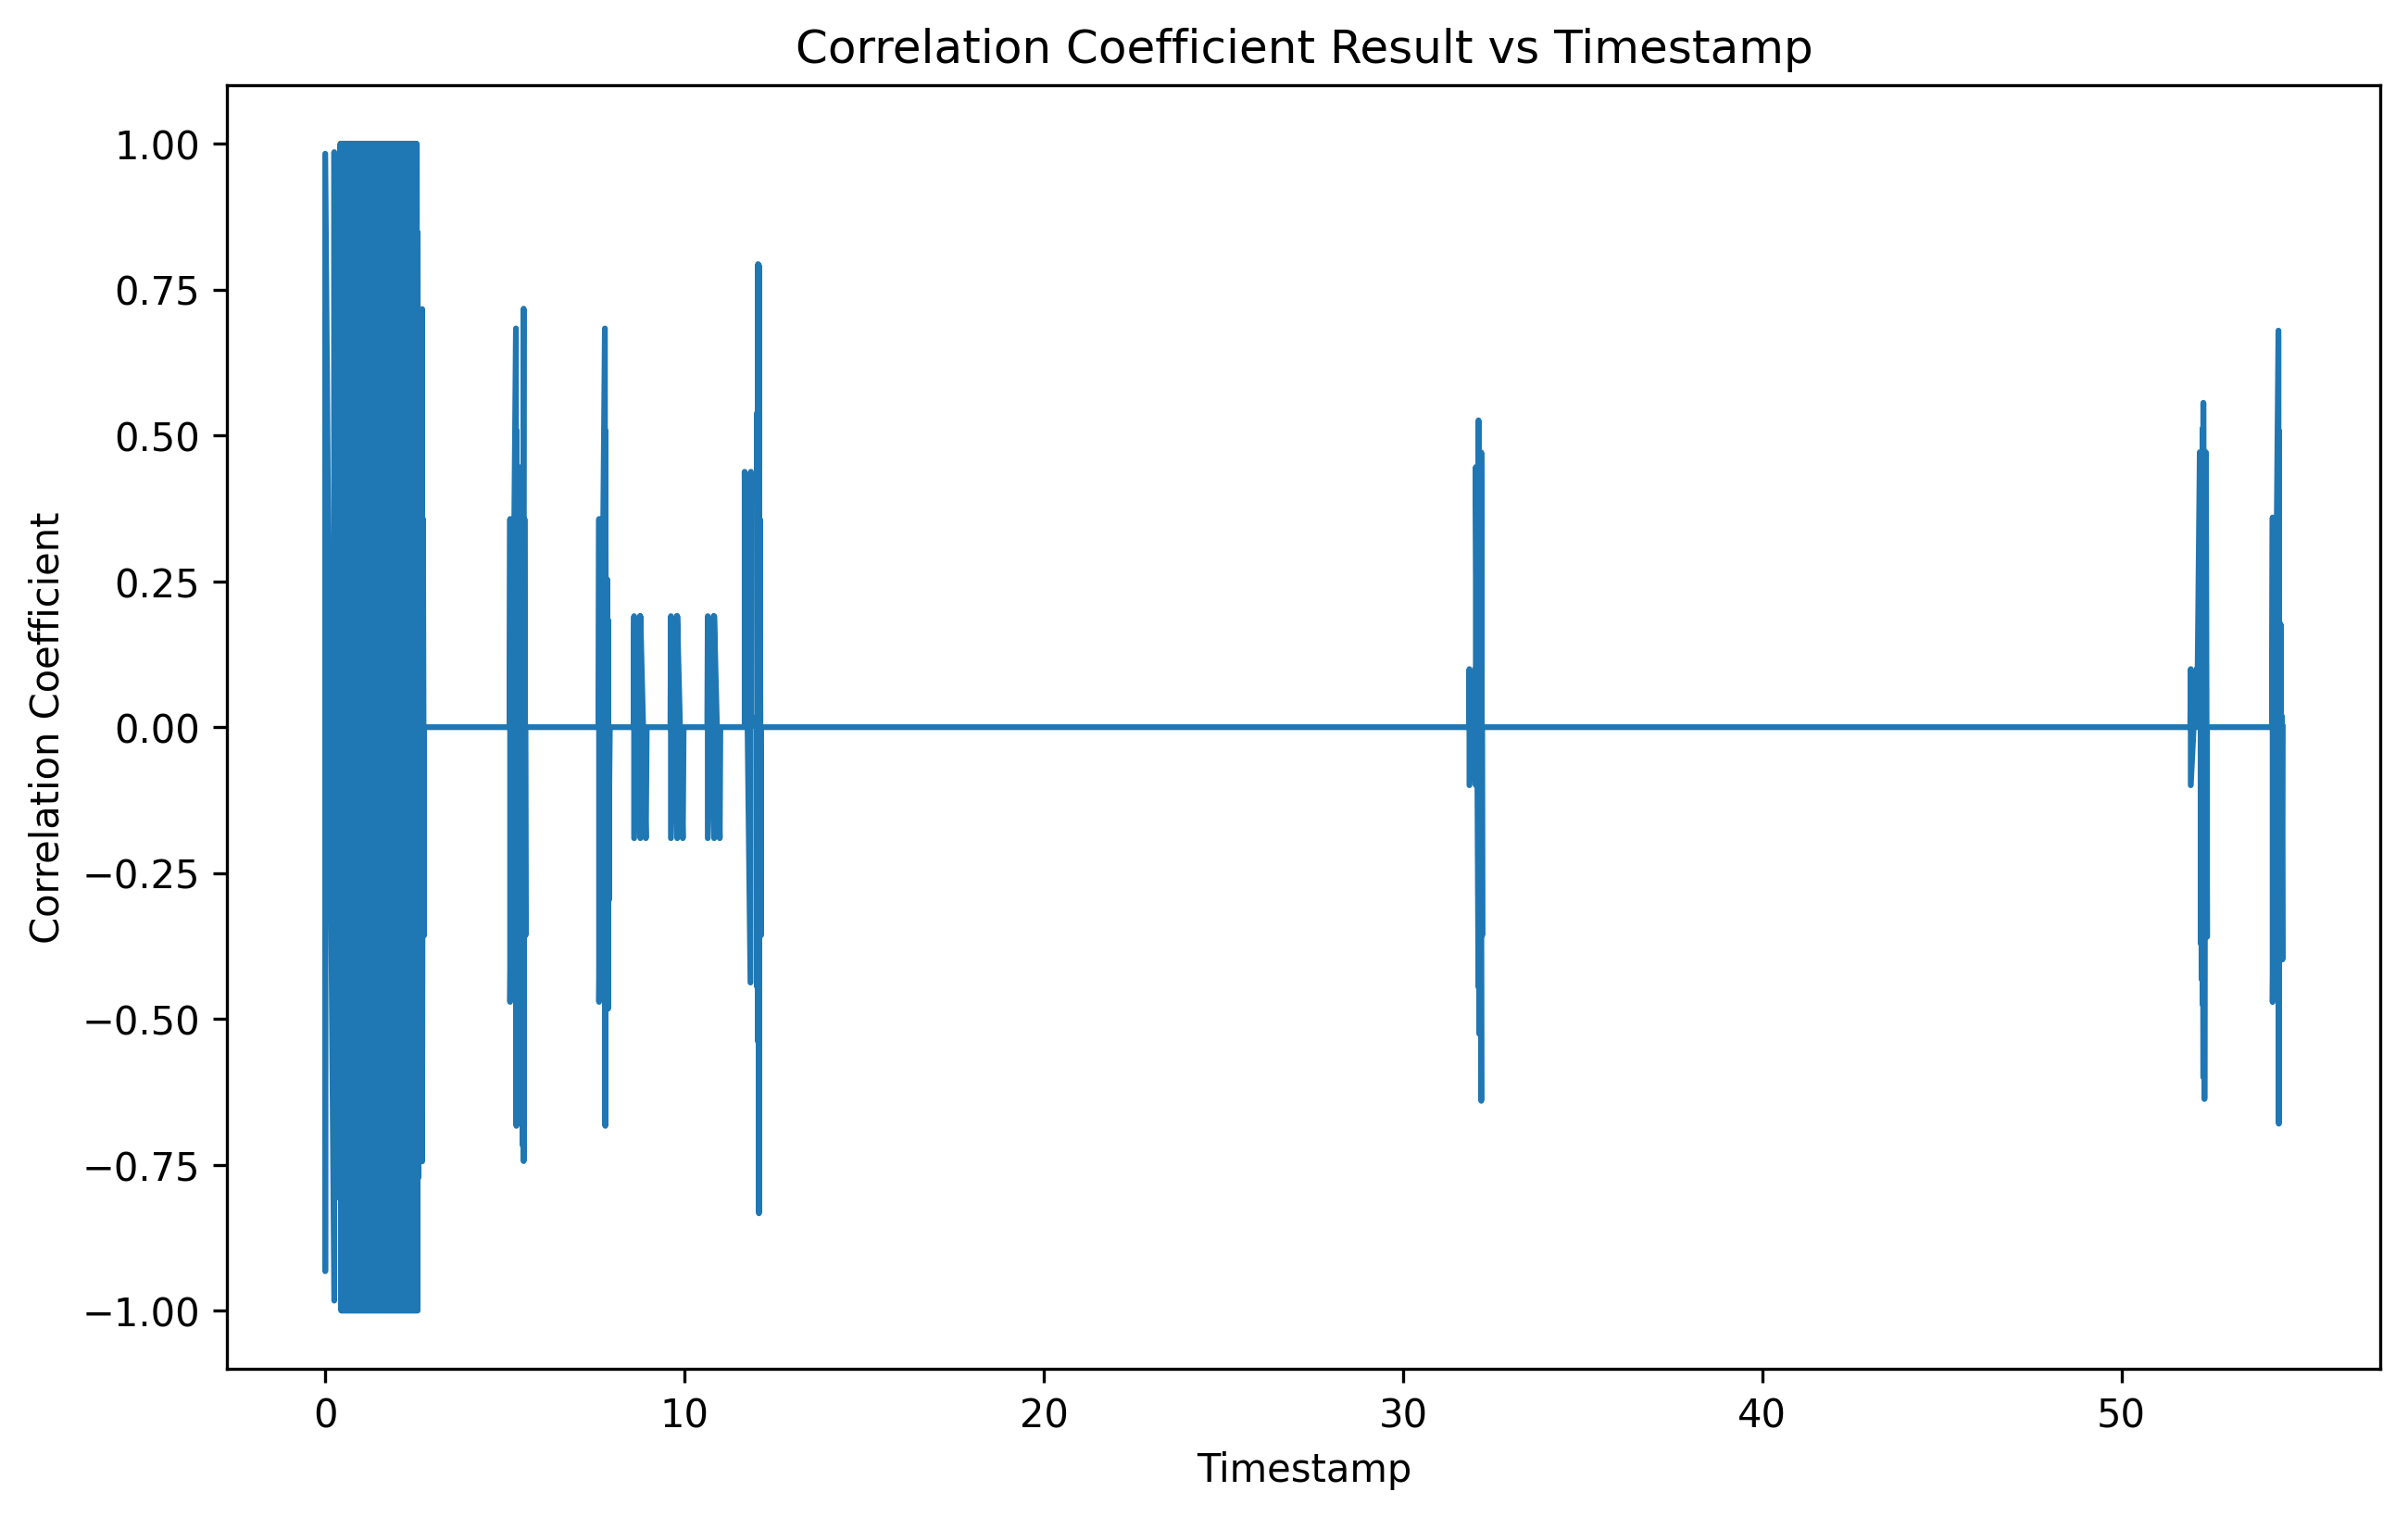 Correlation Coefficient Result vs Timestamp
Correlation Coefficient
1.00
0.75
0.50
0.25
0.00
−0.25
−0.50
−0.75
−1.00
0 10 20 30 40 50
Timestamp